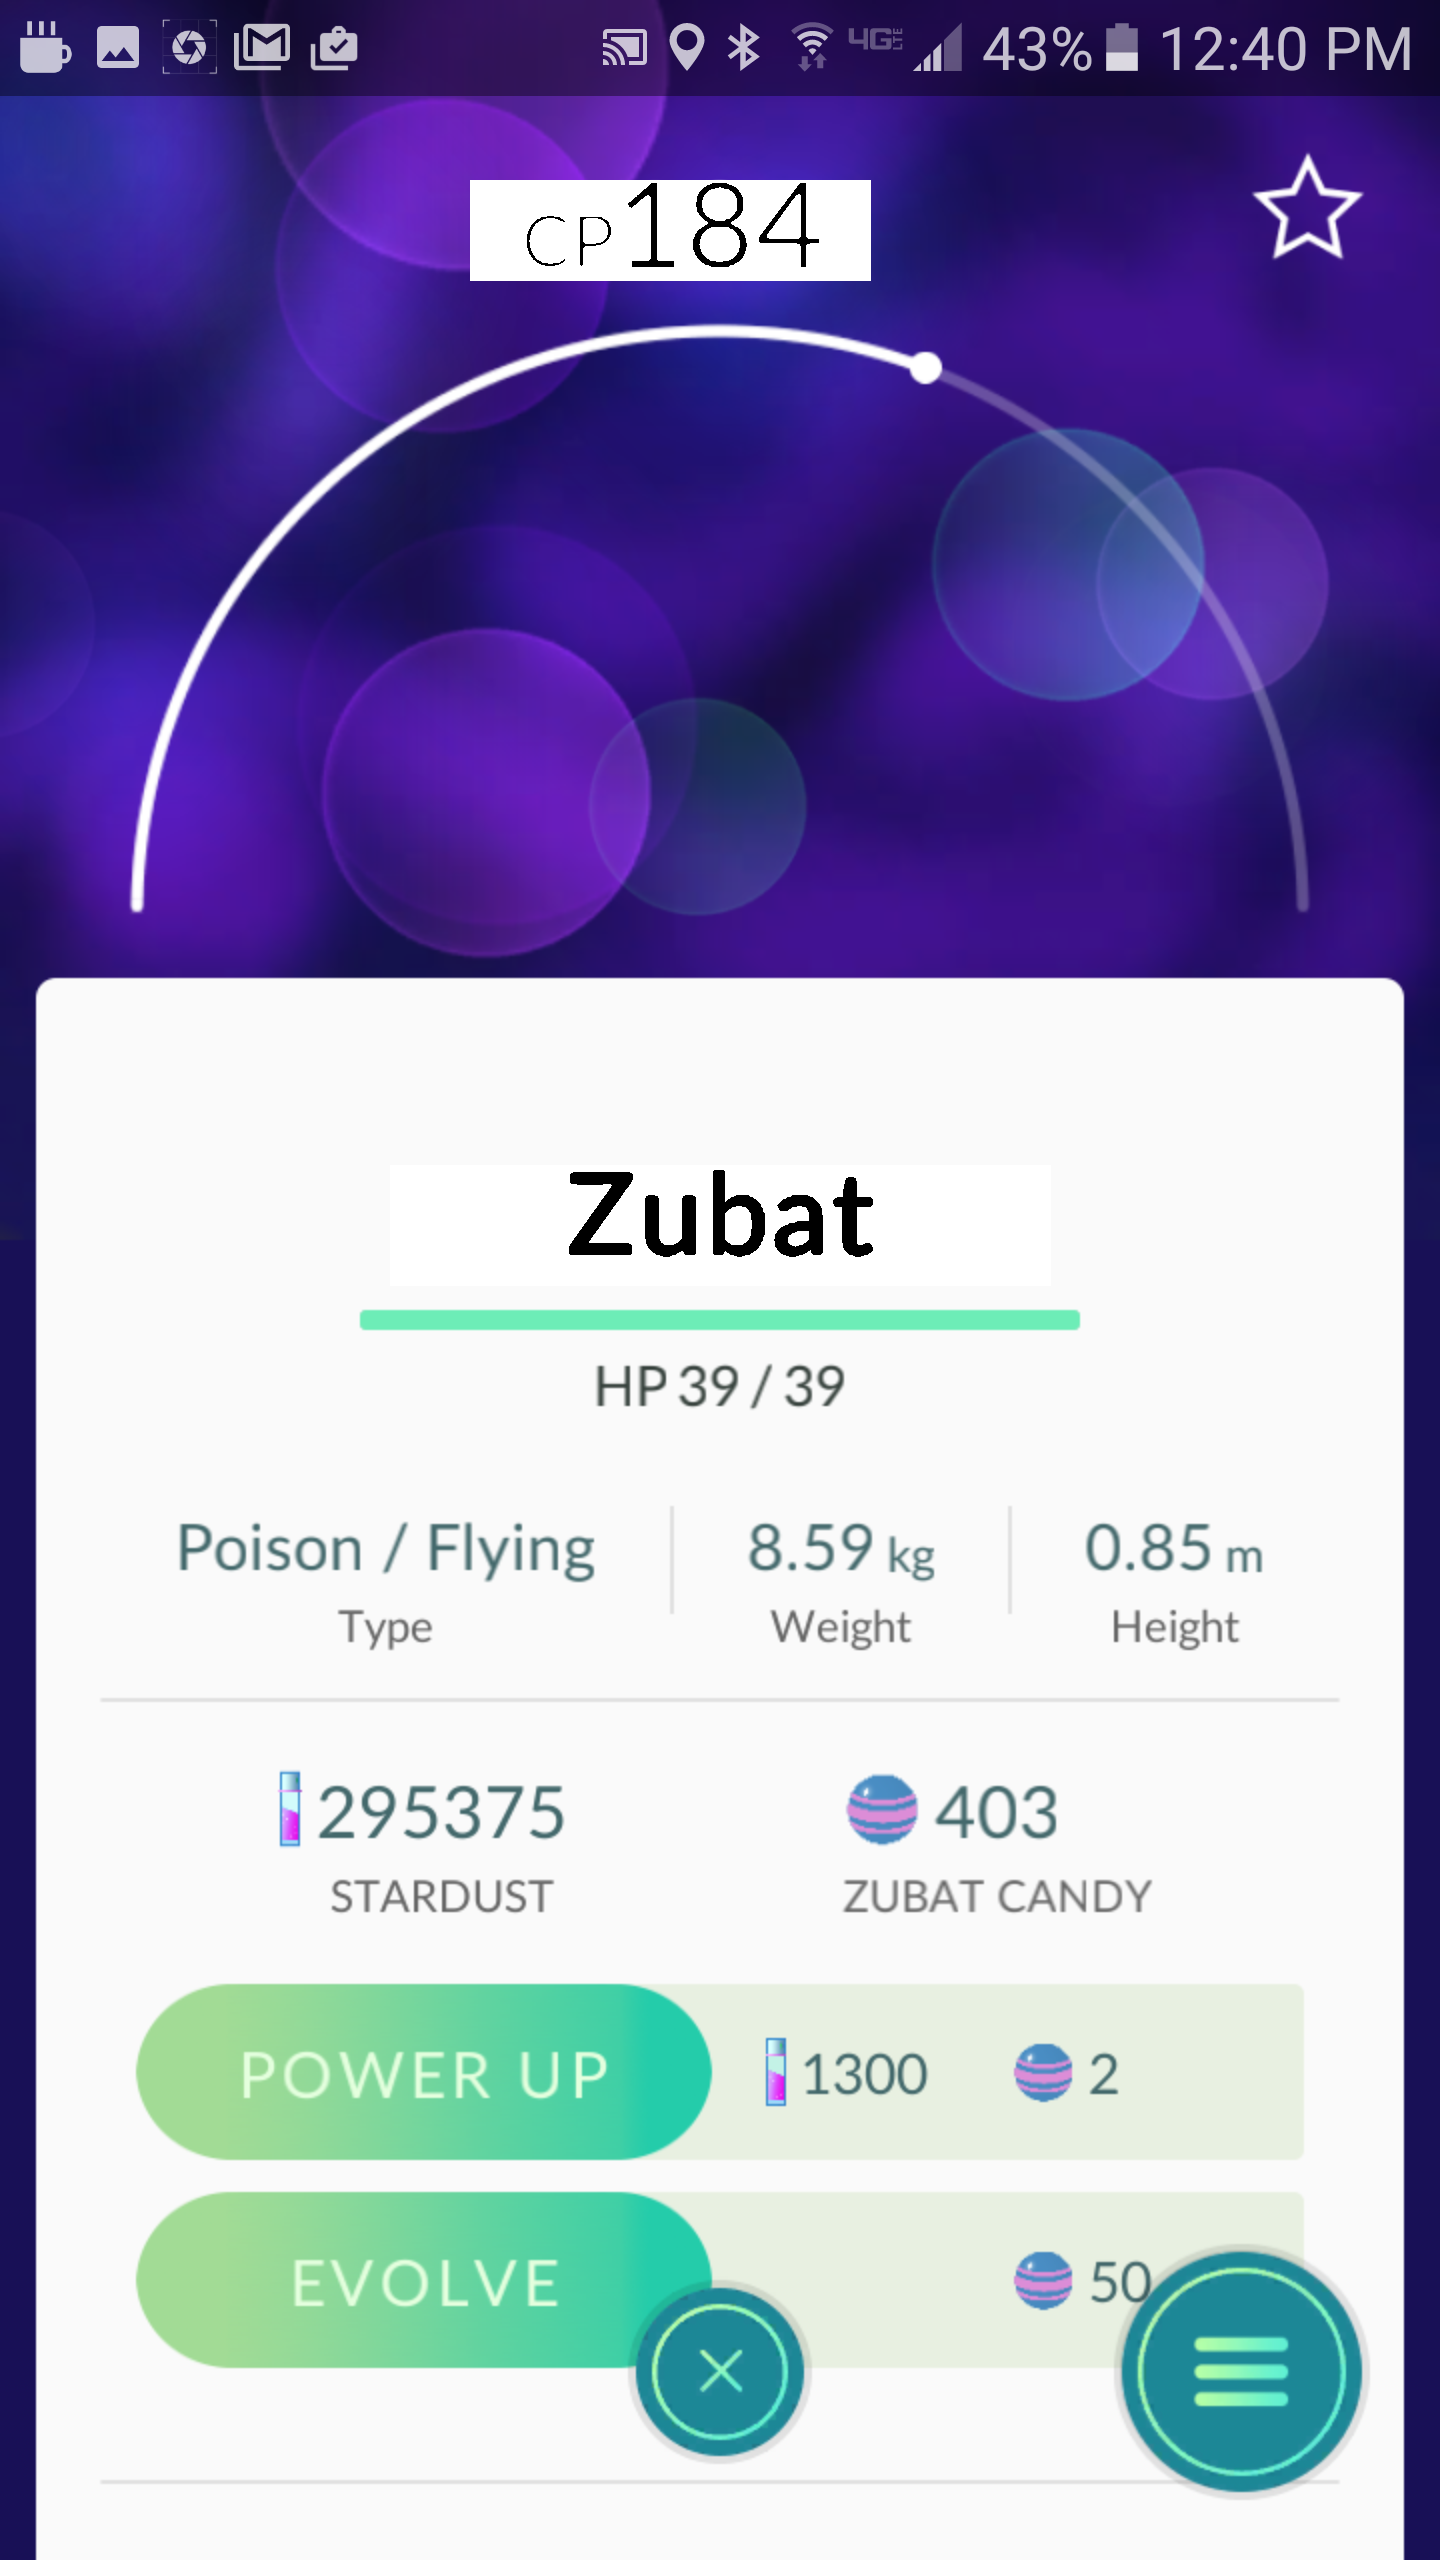 4G LTE 43% 12:40 PM
CP184
Zubat
HP 39 / 39
Poison / Flying 8.59 kg 0.85 m
Type Weight Height
295375 403
STARDUST ZUBAT CANDY
POWER UP 1300 2
EVOLVE 50